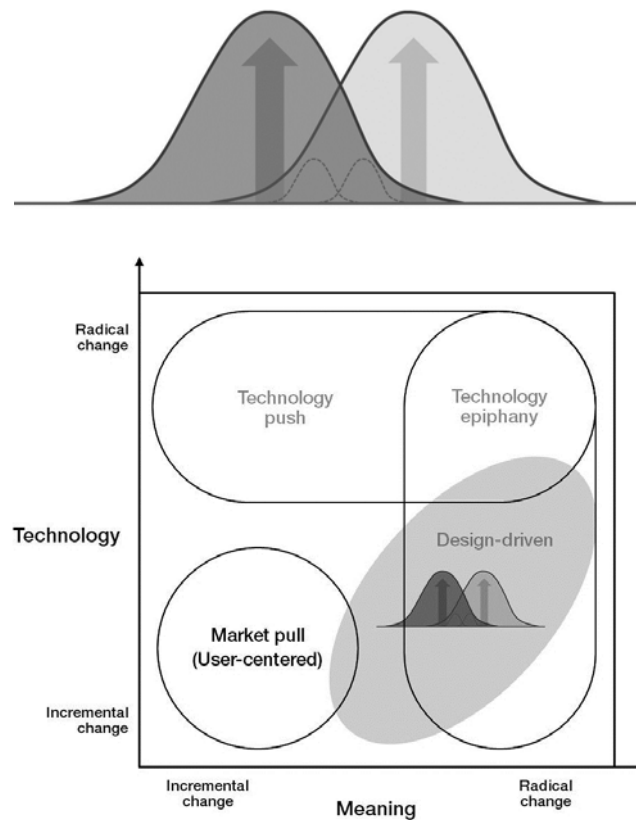 Radical
change
Technology
push
Technology
epiphany
Technology
Design-driven
Market pull
(User-centered)
Incremental
change
Incremental
change
Radical
change
Meaning